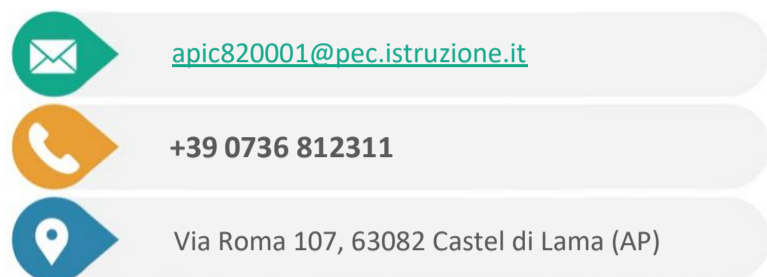 apic820001@pec.istruzione.it
+39 0736 812311
Via Roma 107, 63082 Castel di Lama (AP)